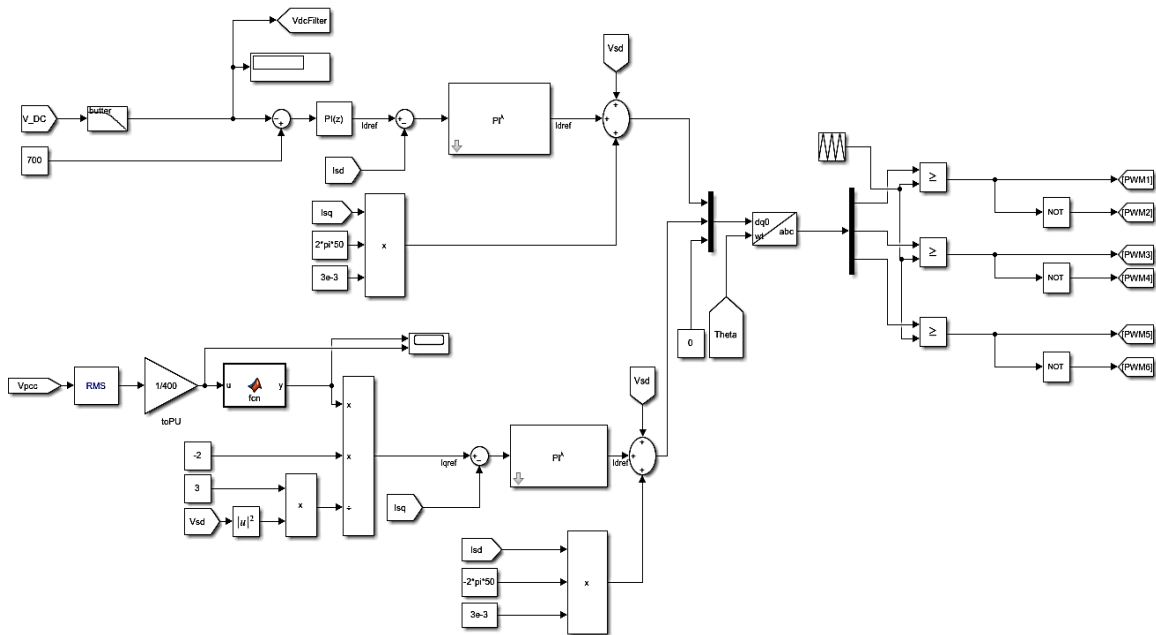 VdcFilter
Vsd
butter
V_DC
PI(z)
PI^λ
+
+
+
Idref
Idref
-
+
+
-
700
Isd
Isq
2*pi*50
3e-3
x
≥
[PWM1]
NOT
[PWM2]
dq0
wt
abc
≥
[PWM3]
NOT
[PWM4]
0
Theta
≥
[PWM5]
NOT
[PWM6]
Vpcc
RMS
1/400
toPU
u
y
fcn
x
x
÷
Vsd
+
+
+
-2
3
Vsd
|u|²
x
Iqref
+
-
PI^λ
Idref
Isq
Isd
-2*pi*50
3e-3
x